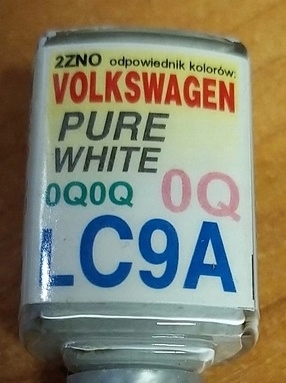 2ZNO odpowiednik kolorów:
VOLKSWAGEN
PURE
WHITE
0Q0Q 0Q
LC9A